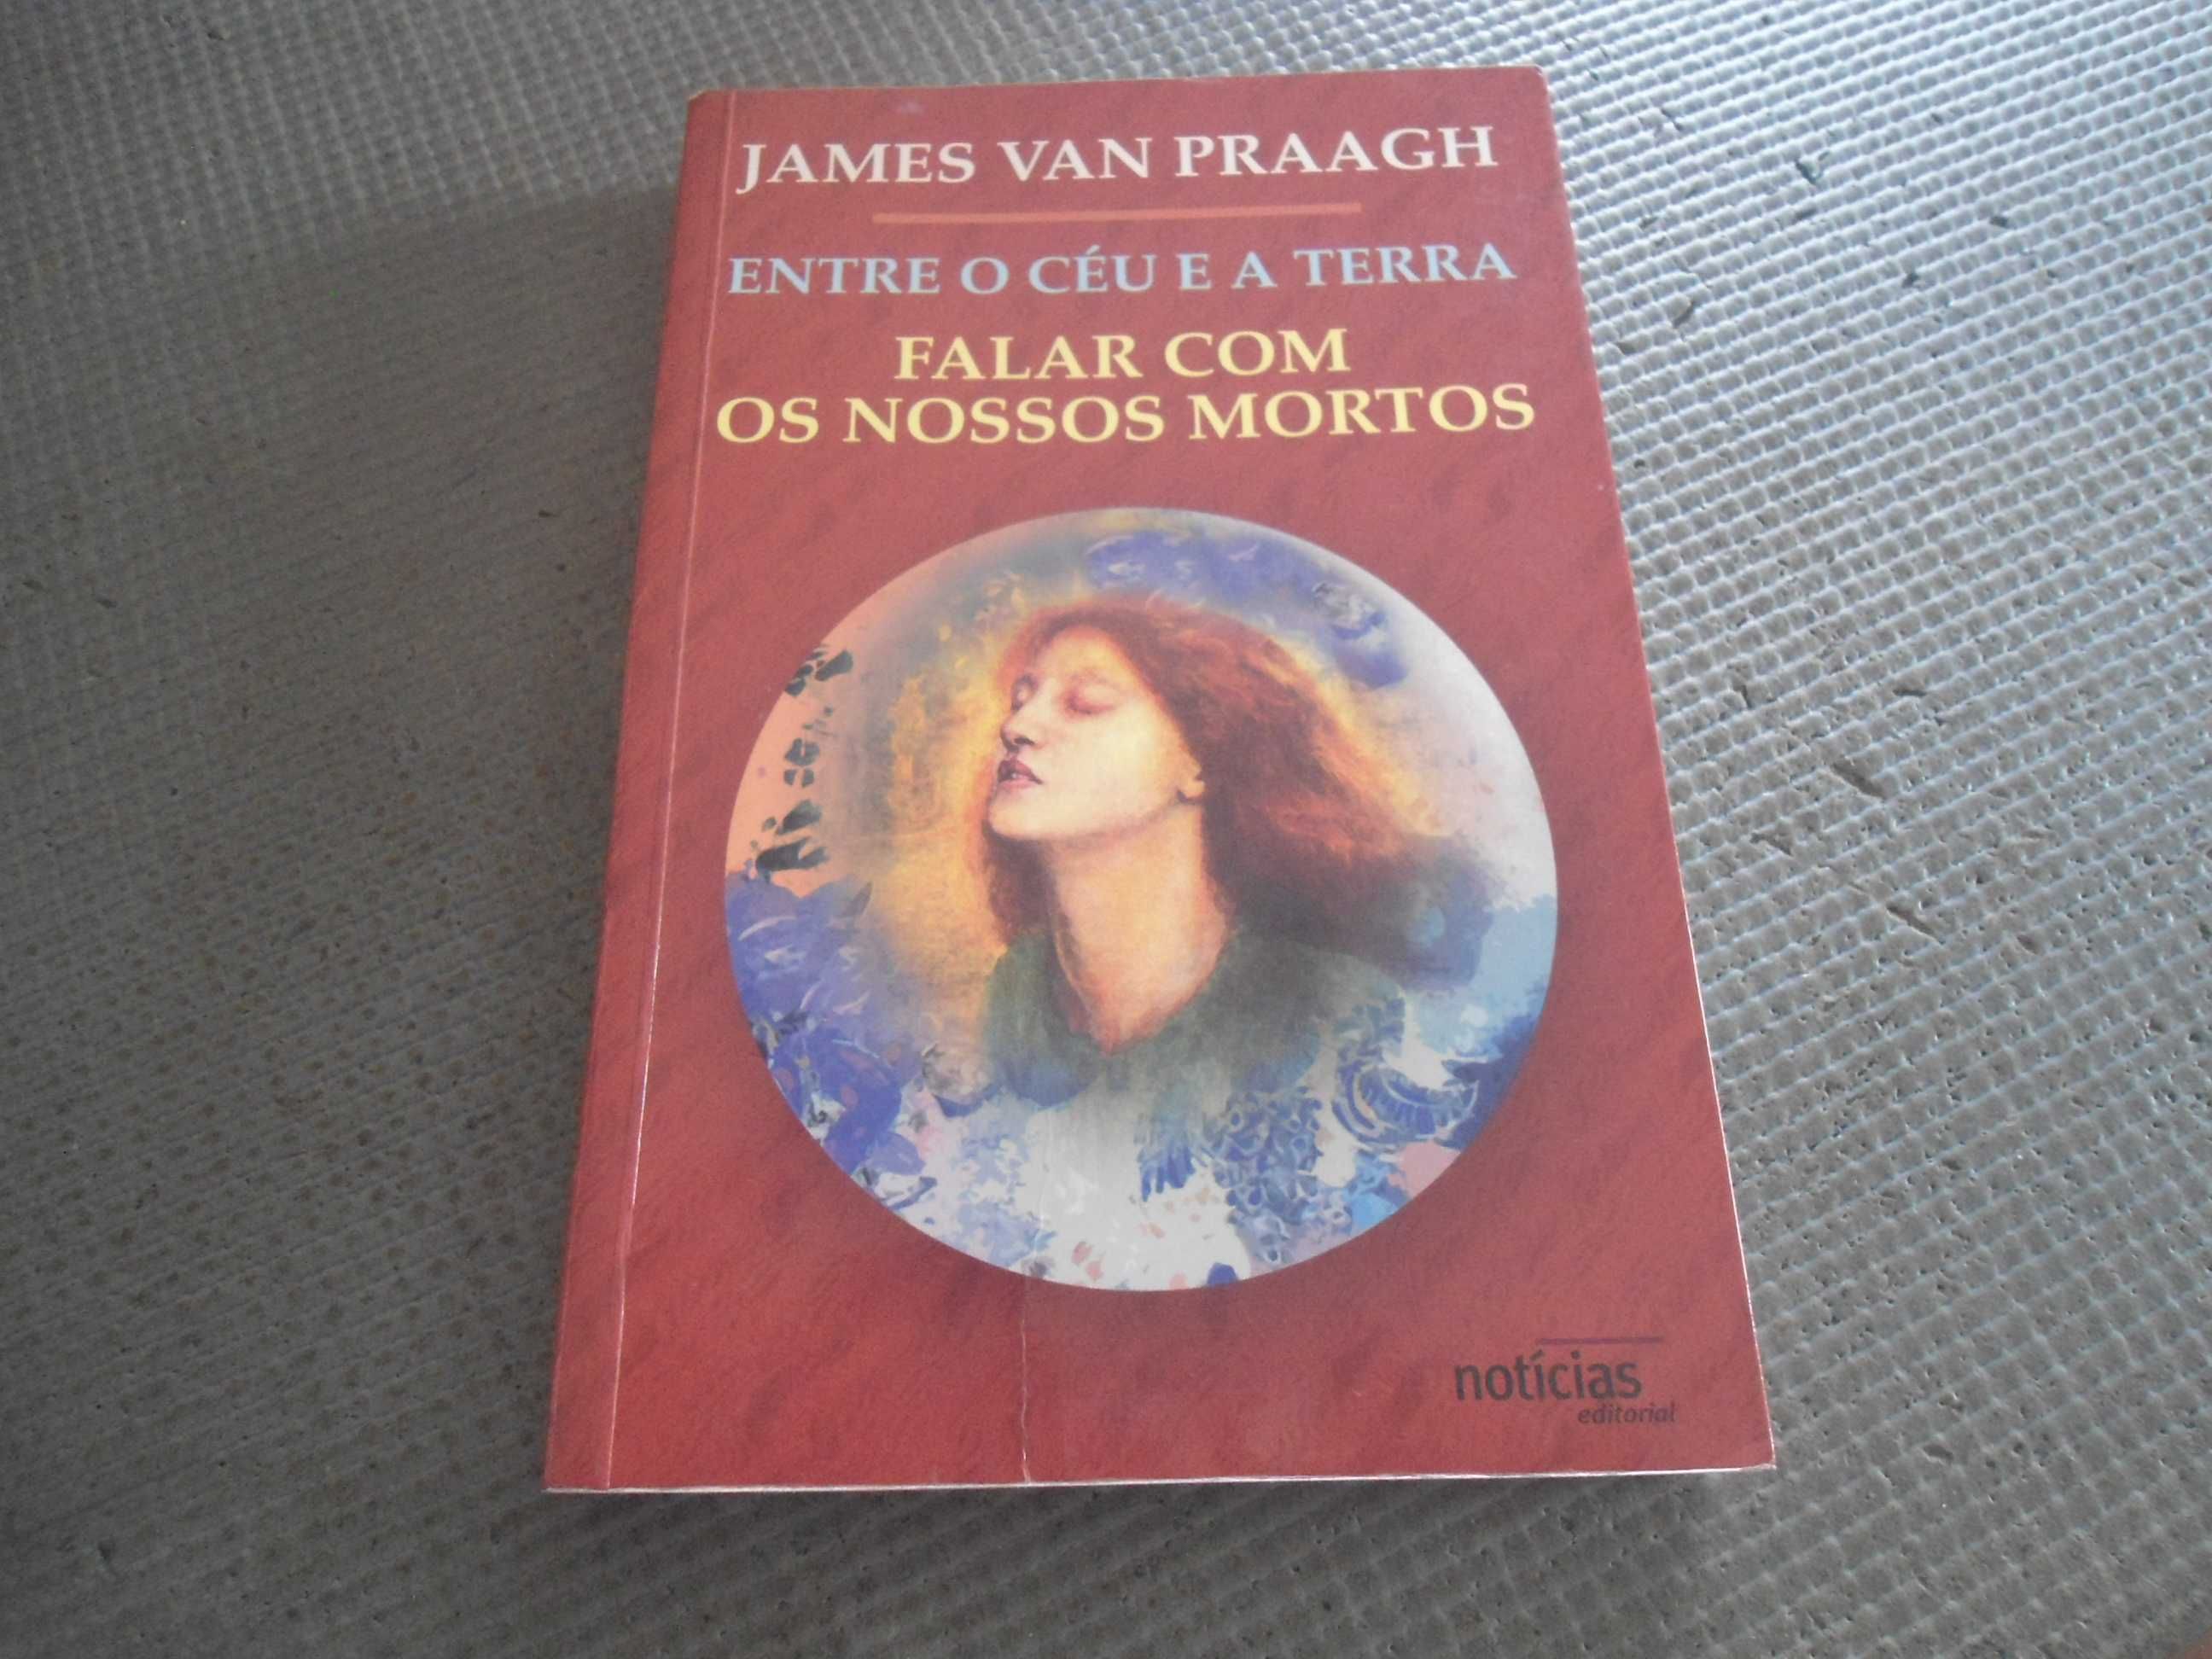 JAMES VAN PRAAGH
ENTRE O CÉU E A TERRA
FALAR COM
OS NOSSOS MORTOS
notícias
editorial